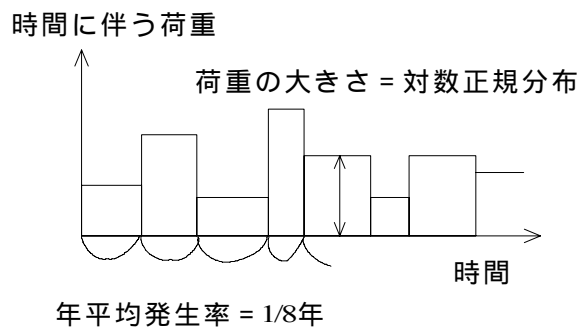 時間に伴う荷重
荷重の大きさ = 対数正規分布
時間
年平均発生率 = 1/8年